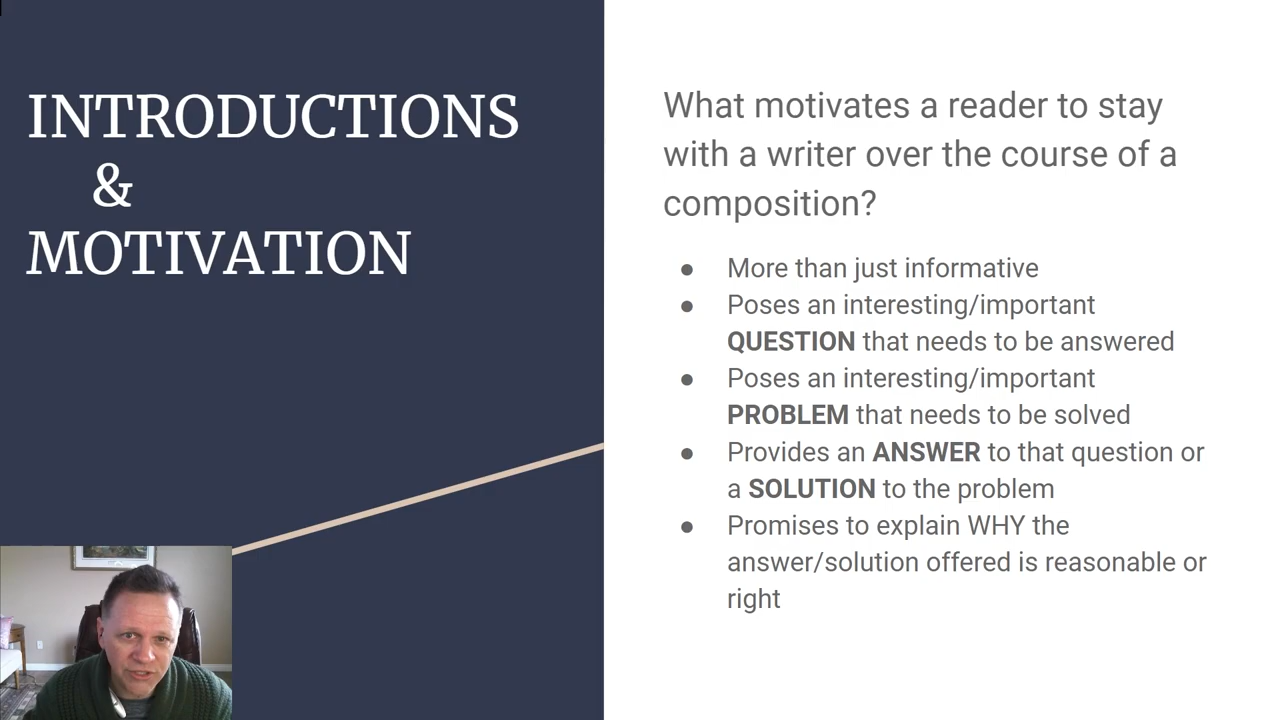 INTRODUCTIONS
&
MOTIVATION
What motivates a reader to stay
with a writer over the course of a
composition?
● More than just informative
● Poses an interesting/important
QUESTION that needs to be answered
● Poses an interesting/important
PROBLEM that needs to be solved
● Provides an ANSWER to that question or
a SOLUTION to the problem
● Promises to explain WHY the
answer/solution offered is reasonable or
right